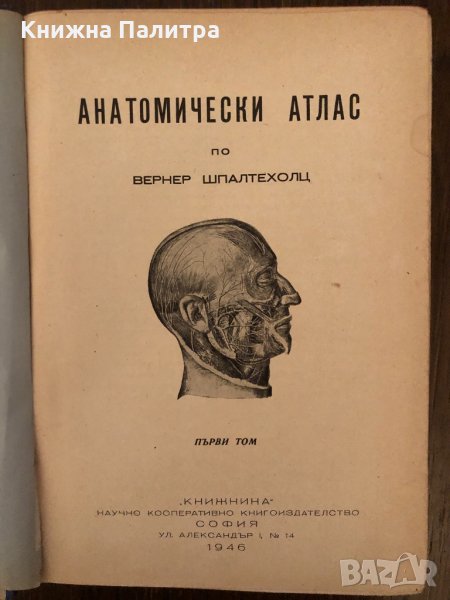 Книжна Палитра
АНАТОМИЧЕСКИ АТЛАС
ПО
ВЕРНЕР ШПАЛТЕХОЛЦ
ПЪРВИ ТОМ
„КНИЖНИНА“
НАУЧНО КООПЕРАТИВНО КНИГОИЗДАТЕЛСТВО
СОФИЯ
УЛ. АЛЕКСАНДЪР I, № 14
1946
BAZAR